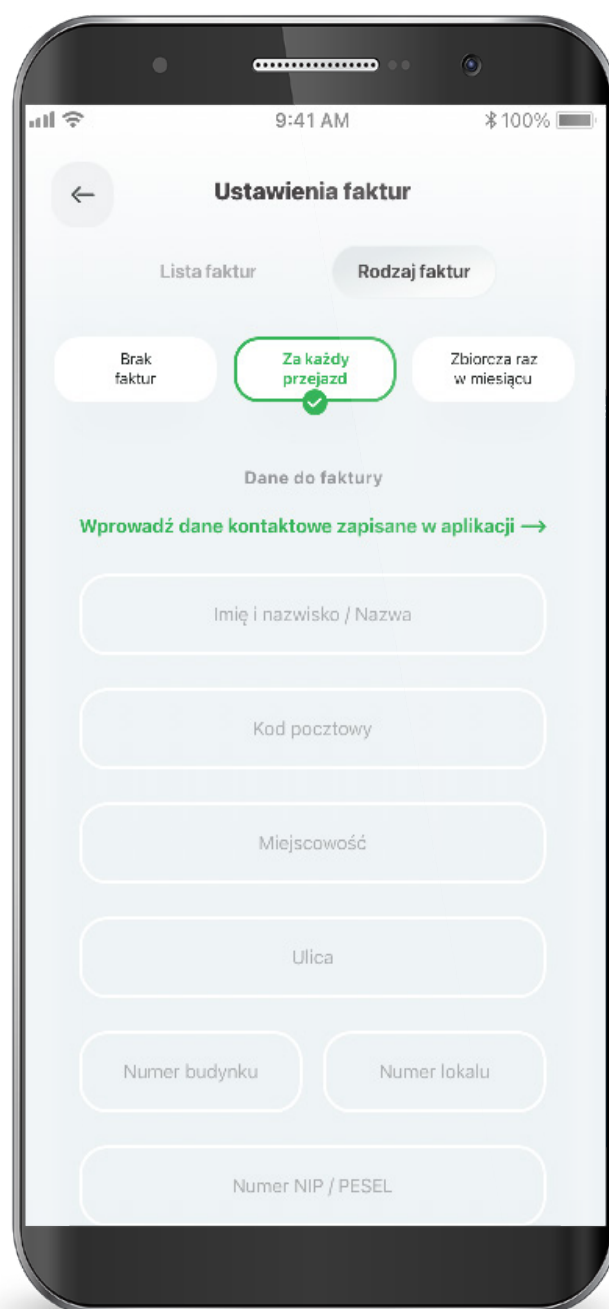 9:41 AM
100%
Ustawienia faktur
Lista faktur
Rodzaj faktur
Brak
faktur
Za każdy
przejazd
Zbiorcza raz
w miesiącu
Dane do faktury
Wprowadź dane kontaktowe zapisane w aplikacji →
Imię i nazwisko / Nazwa
Kod pocztowy
Miejscowość
Ulica
Numer budynku
Numer lokalu
Numer NIP / PESEL